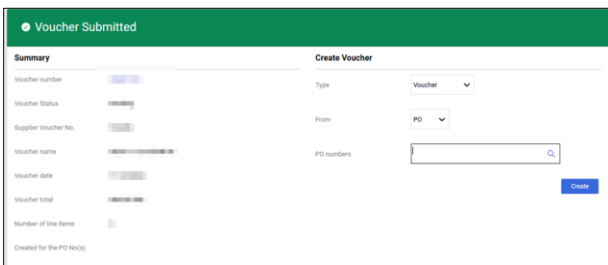 Voucher Submitted
Summary
Voucher number
Voucher Status
Supplier Voucher No.
Voucher name
Voucher date
Voucher total
Number of line items
Created for the PO No(s)
Create Voucher
Type Voucher
From PO
PO numbers
Create